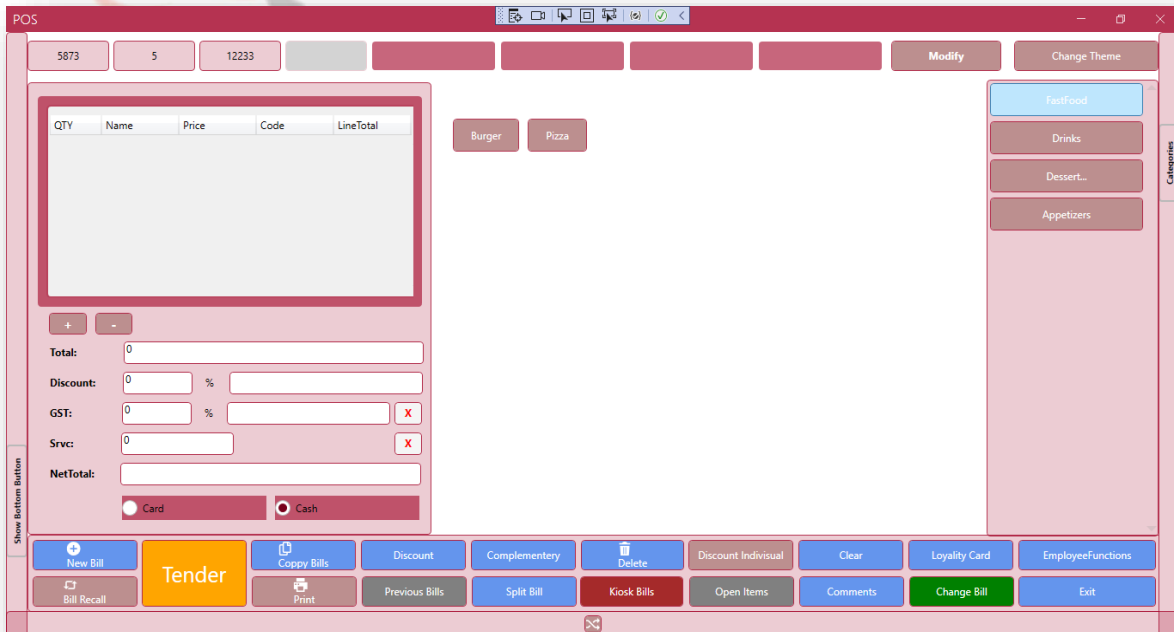 POS
5873 5 12233 Modify Change Theme
QTY Name Price Code LineTotal
Burger Pizza
FastFood
Drinks
Dessert...
Appetizers
Categories
+ -
Total: 0
Discount: 0 %
GST: 0 % X
Srvc: 0 X
NetTotal:
Card Cash
Show Bottom Button
New Bill
Tender
Coppy Bills
Discount
Complementery
Delete
Discount Indivisual
Clear
Loyality Card
EmployeeFunctions
Bill Recall
Print
Previous Bills
Split Bill
Kiosk Bills
Open Items
Comments
Change Bill
Exit